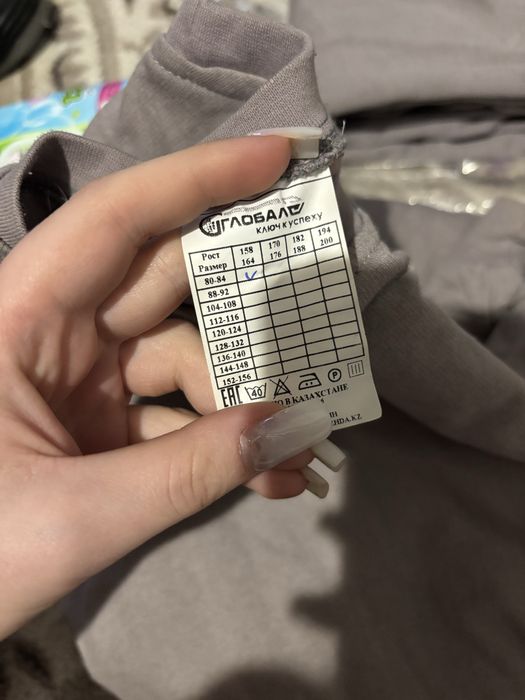 ГЛОБАЛ
КЛЮЧ К УСПЕХУ
Рост 158 170 182 194
Размер 164 176 188 200
80-84
88-92
104-108
112-116
120-124
128-132
136-140
144-148
152-156
EAC 40 P
В КАЗАХСТАНЕ